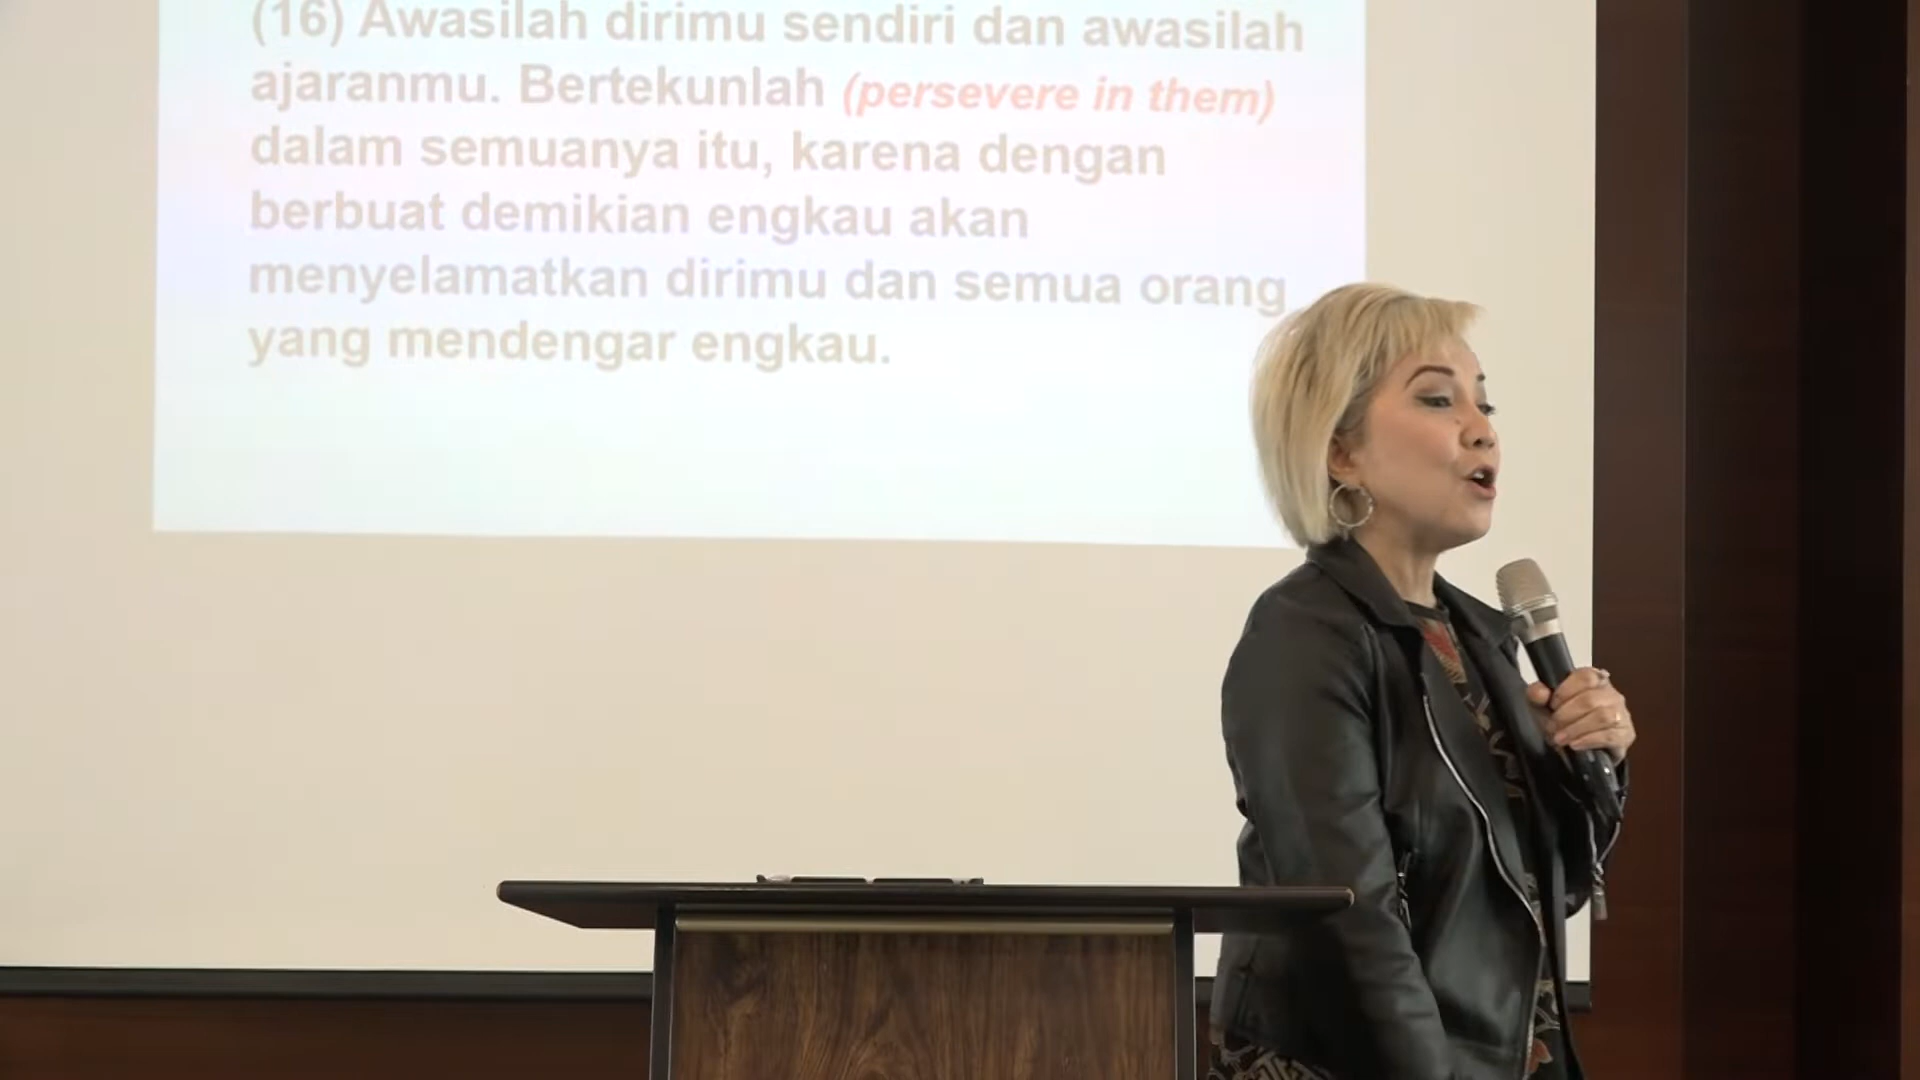 (16) Awasilah dirimu sendiri dan awasilah
ajaranmu. Bertekunlah (persevere in them)
dalam semuanya itu, karena dengan
berbuat demikian engkau akan
menyelamatkan dirimu dan semua orang
yang mendengar engkau.